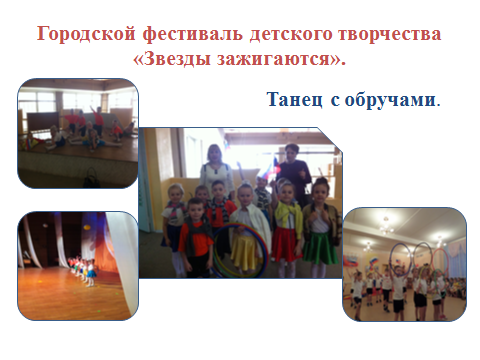 Городской фестиваль детского творчества
«Звезды зажигаются».
Танец с обручами.